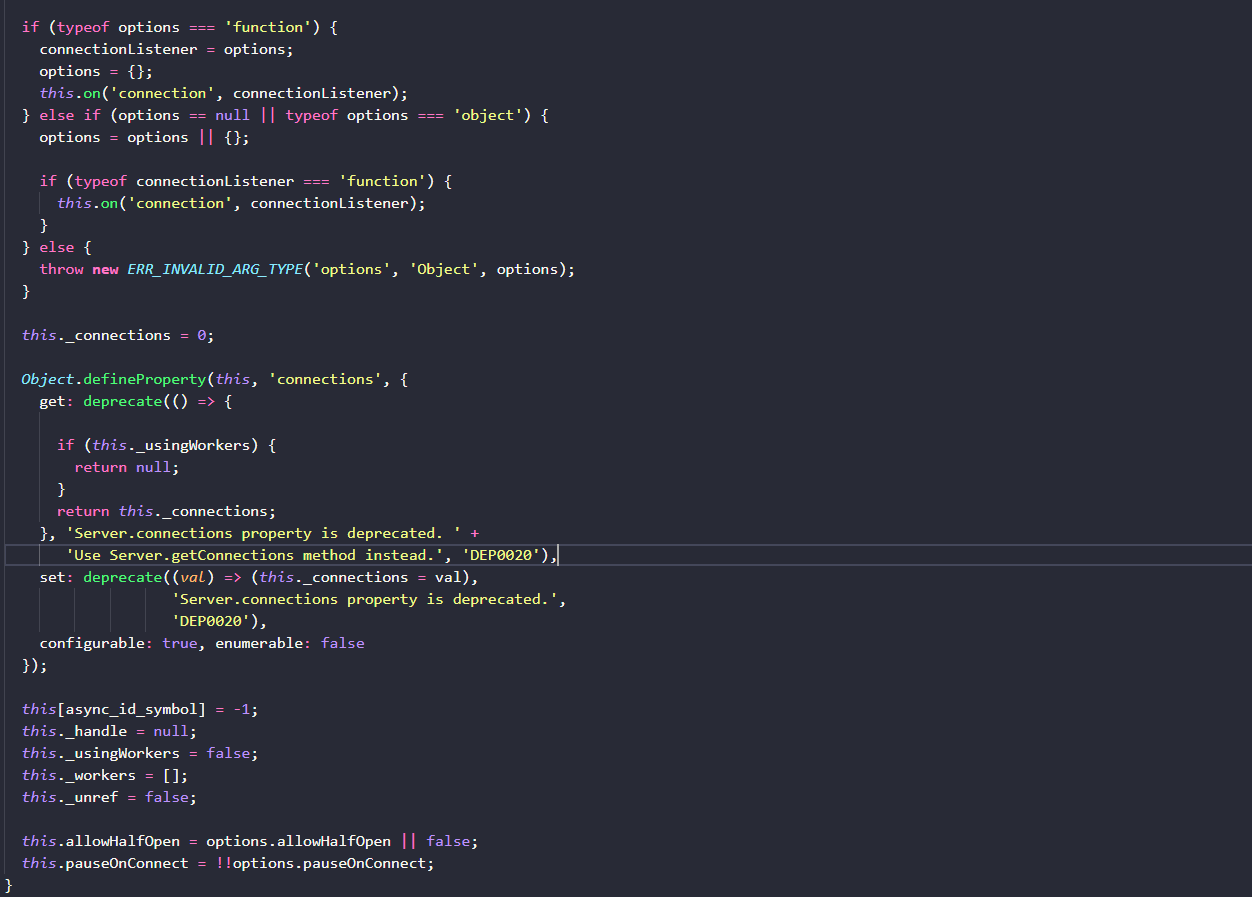 if (typeof options === 'function') {
connectionListener = options;
options = {};
this.on('connection', connectionListener);
} else if (options == null || typeof options === 'object') {
options = options || {};
if (typeof connectionListener === 'function') {
this.on('connection', connectionListener);
}
} else {
throw new ERR_INVALID_ARG_TYPE('options', 'Object', options);
}
this._connections = 0;
Object.defineProperty(this, 'connections', {
get: deprecate(() => {
if (this._usingWorkers) {
return null;
}
return this._connections;
}, 'Server.connections property is deprecated. ' +
'Use Server.getConnections method instead.', 'DEP0020'),
set: deprecate((val) => (this._connections = val),
'Server.connections property is deprecated.',
'DEP0020'),
configurable: true, enumerable: false
});
this[async_id_symbol] = -1;
this._handle = null;
this._usingWorkers = false;
this._workers = [];
this._unref = false;
this.allowHalfOpen = options.allowHalfOpen || false;
this.pauseOnConnect = !!options.pauseOnConnect;
}